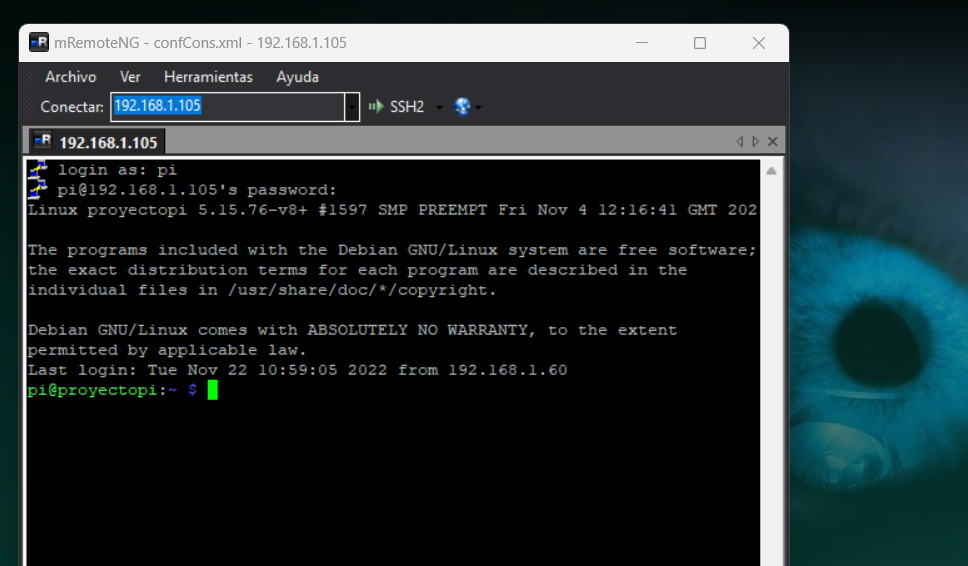 mRemoteNG - confCons.xml - 192.168.1.105
Archivo Ver Herramientas Ayuda
Conectar: 192.168.1.105 SSH2
192.168.1.105
login as: pi
pi@192.168.1.105's password:
Linux proyectopi 5.15.76-v8+ #1597 SMP PREEMPT Fri Nov 4 12:16:41 GMT 202
The programs included with the Debian GNU/Linux system are free software;
the exact distribution terms for each program are described in the
individual files in /usr/share/doc/*/copyright.
Debian GNU/Linux comes with ABSOLUTELY NO WARRANTY, to the extent
permitted by applicable law.
Last login: Tue Nov 22 10:59:05 2022 from 192.168.1.60
pi@proyectopi:~ $